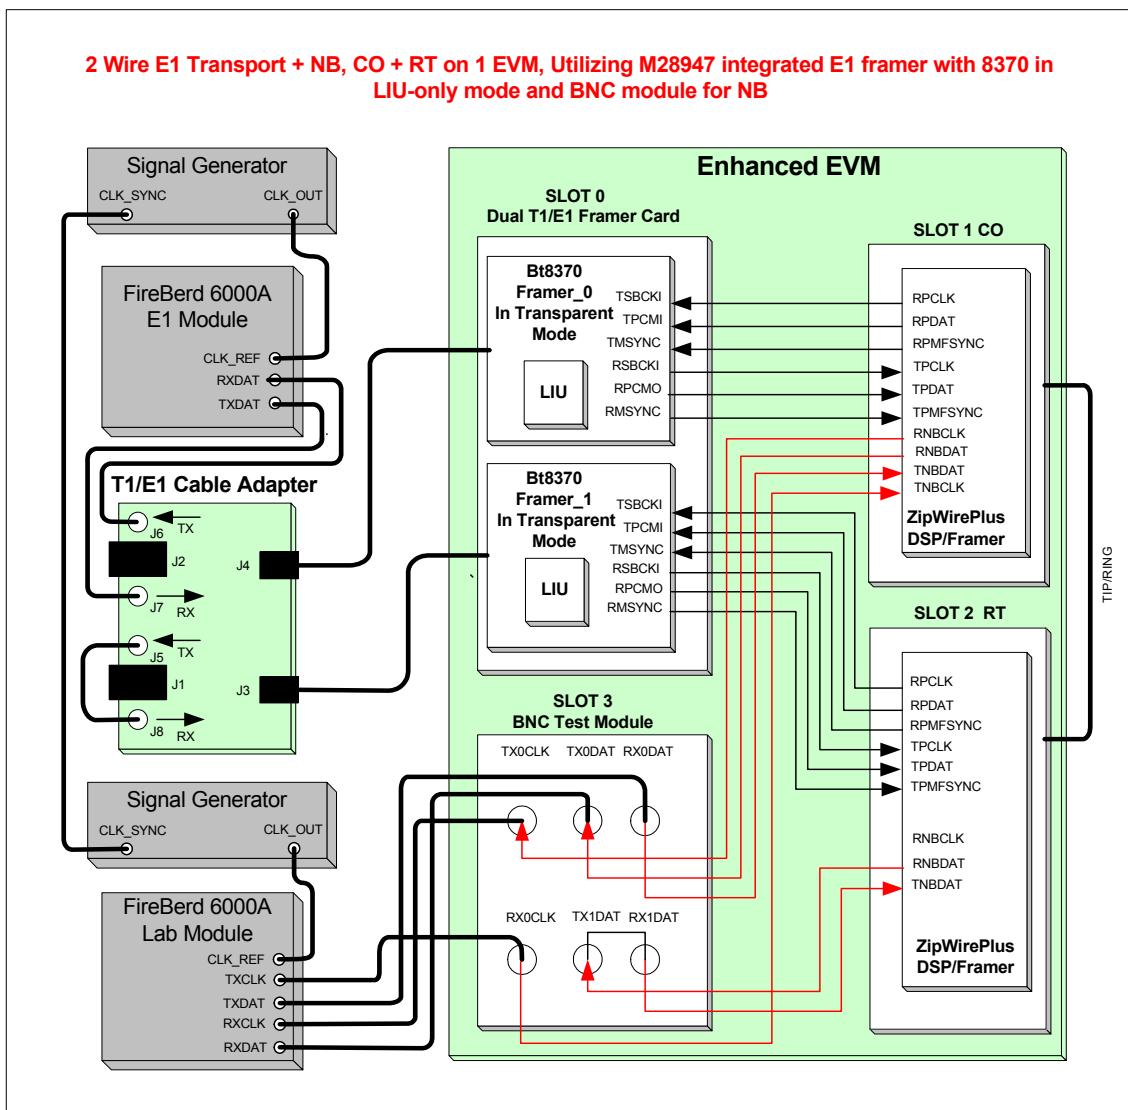 2 Wire E1 Transport + NB, CO + RT on 1 EVM, Utilizing M28947 integrated E1 framer with 8370 in
LIU-only mode and BNC module for NB
Signal Generator
CLK_SYNC
CLK_OUT
FireBerd 6000A
E1 Module
CLK_REF
RXDAT
TXDAT
T1/E1 Cable Adapter
J6
TX
J2
J4
J7
RX
J5
TX
J1
J3
J8
RX
Signal Generator
CLK_SYNC
CLK_OUT
FireBerd 6000A
Lab Module
CLK_REF
TXCLK
TXDAT
RXCLK
RXDAT
Enhanced EVM
SLOT 0
Dual T1/E1 Framer Card
Bt8370
Framer_0
In Transparent
Mode
LIU
TSBCKI
TPCMI
TMSYNC
RSBCKI
RPCMO
RMSYNC
Bt8370
Framer_1
In Transparent
Mode
LIU
TSBCKI
TPCMI
TMSYNC
RSBCKI
RPCMO
RMSYNC
SLOT 3
BNC Test Module
TX0CLK
TX0DAT
RX0DAT
RX0CLK
TX1DAT
RX1DAT
SLOT 1 CO
RPCLK
RPDAT
RPMFSYNC
TPCLK
TPDAT
TPMFSYNC
RNBCLK
RNBDAT
TNBDAT
TNBCLK
ZipWirePlus
DSP/Framer
TIP/RING
SLOT 2 RT
RPCLK
RPDAT
RPMFSYNC
TPCLK
TPDAT
TPMFSYNC
RNBCLK
RNBDAT
TNBDAT
ZipWirePlus
DSP/Framer